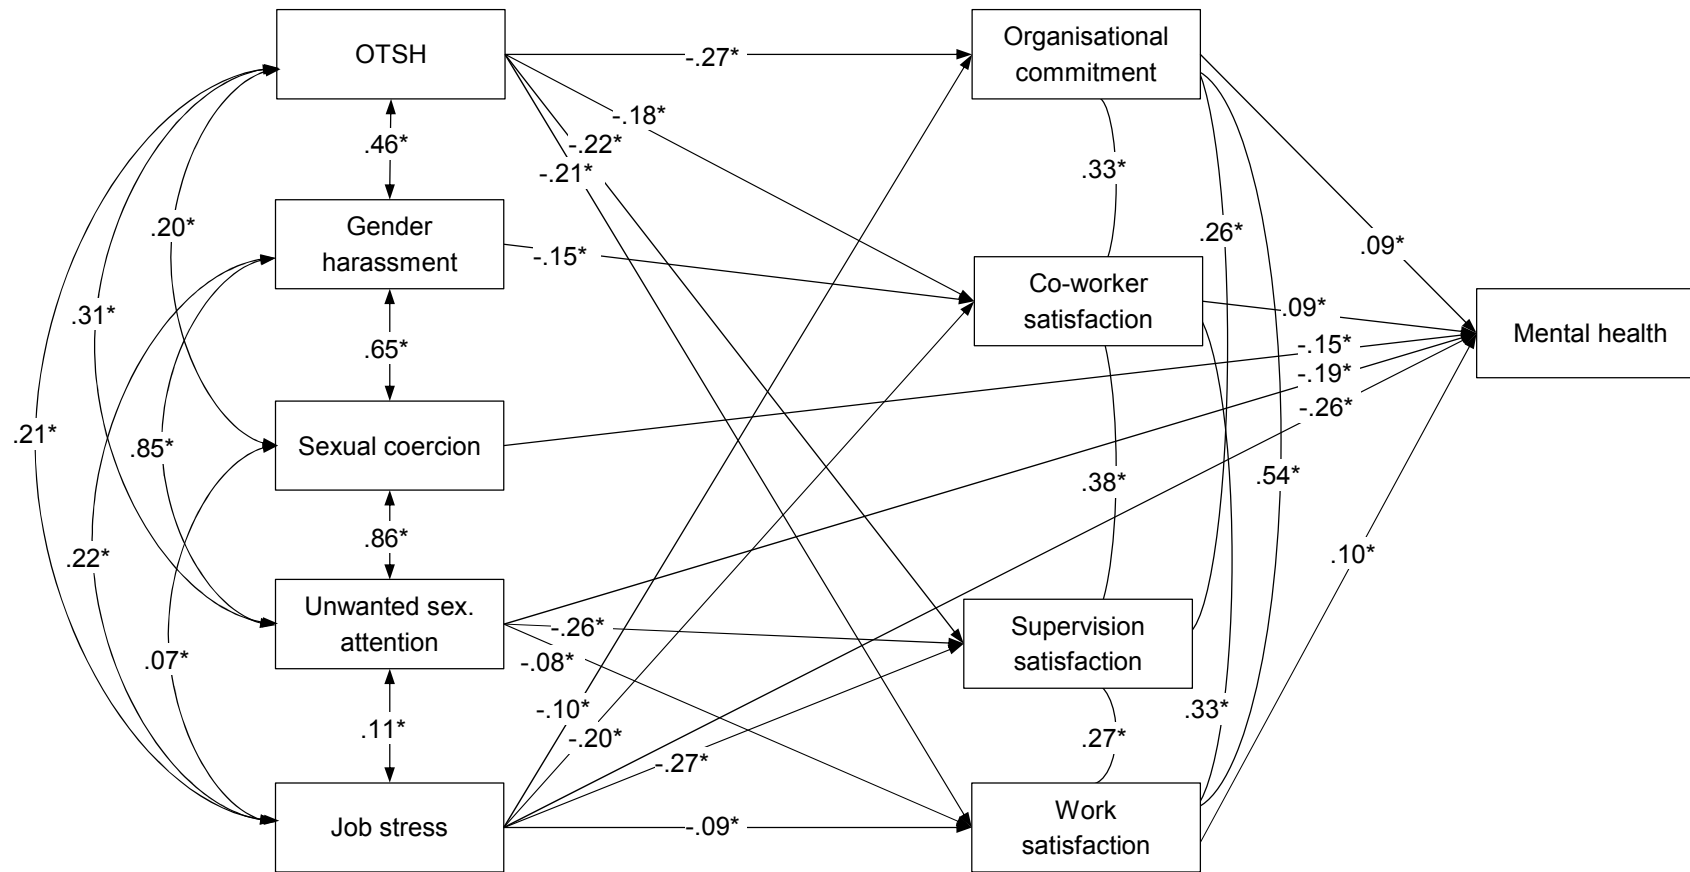 OTSH
Organisational
commitment
-.27*
-.18*
-.22*
-.21*
.46*
.33*
Gender
harassment
.20*
-.15*
.26*
.09*
Co-worker
satisfaction
.09*
Mental health
.31*
.65*
-.15*
-.19*
-.26*
Sexual coercion
.21*
.85*
.38*
.54*
.86*
.22*
.10*
Unwanted sex.
attention
-.26*
-.08*
Supervision
satisfaction
.07*
-.10*
.33*
.11*
-.20*
.27*
-.27*
Job stress
-.09*
Work
satisfaction